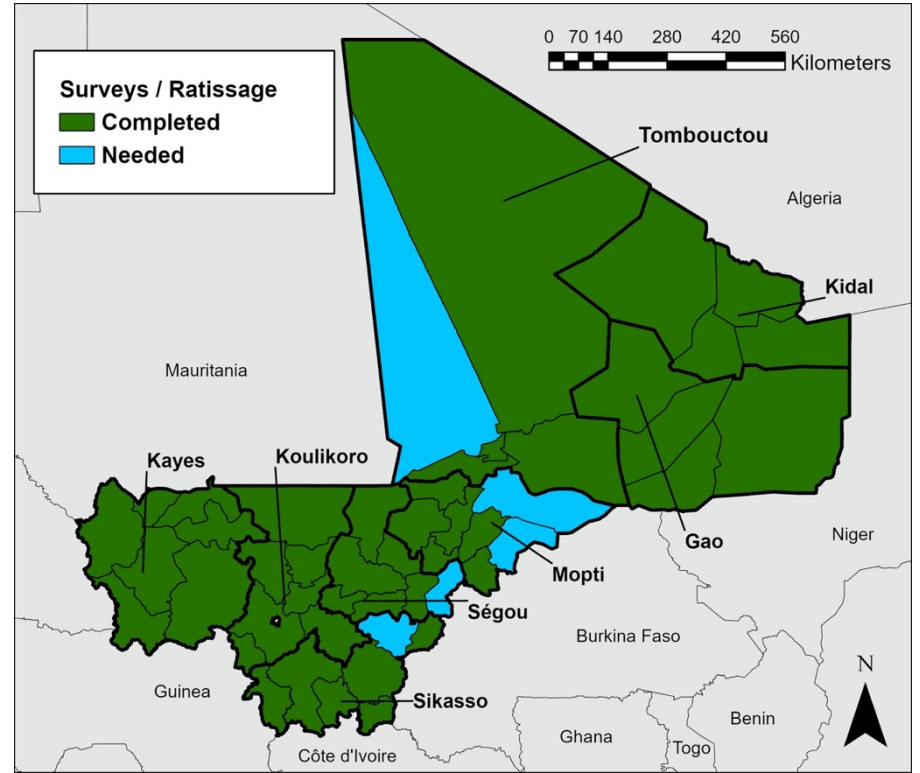 0 70 140 280 420 560
Kilometers
Surveys / Ratissage
Completed
Needed
Tombouctou
Algeria
Kidal
Mauritania
Kayes
Koulikoro
Gao
Niger
Mopti
Ségou
Burkina Faso
Guinea
Sikasso
N
Benin
Ghana
Togo
Côte d'Ivoire